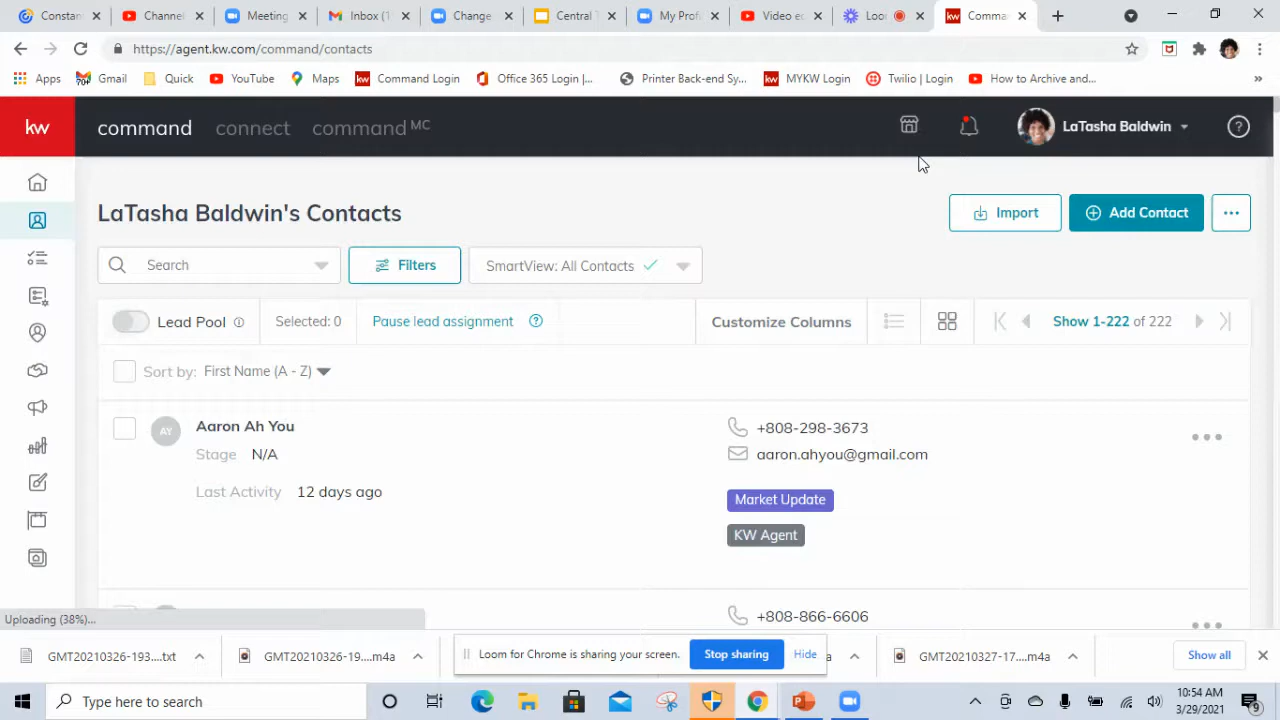 Constan
Channel
Meeting
Inbox (1
Change
Central T
My Prof
Video ec
Loor
Comma
https://agent.kw.com/command/contacts
Apps
Gmail
Quick
YouTube
Maps
Command Login
Office 365 Login |...
Printer Back-end Sy...
MYKW Login
Twilio | Login
How to Archive and...
»
kw
command
connect
command MC
LaTasha Baldwin
LaTasha Baldwin's Contacts
Import
Add Contact
Search
Filters
SmartView: All Contacts
Lead Pool
Selected: 0
Pause lead assignment
Customize Columns
Show 1-222 of 222
Sort by: First Name (A - Z)
AY
Aaron Ah You
+808-298-3673
Stage N/A
aaron.ahyou@gmail.com
Last Activity 12 days ago
Market Update
KW Agent
+808-866-6606
Uploading (38%)...
GMT20210326-193....txt
GMT20210326-19....m4a
Loom for Chrome is sharing your screen.
Stop sharing
Hide
a
GMT20210327-17....m4a
Show all
Type here to search
10:54 AM
3/29/2021
9